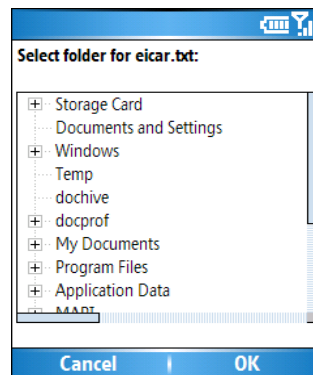 Select folder for eicar.txt:
Storage Card
Documents and Settings
Windows
Temp
dochive
docprof
My Documents
Program Files
Application Data
MAPI
Cancel
OK